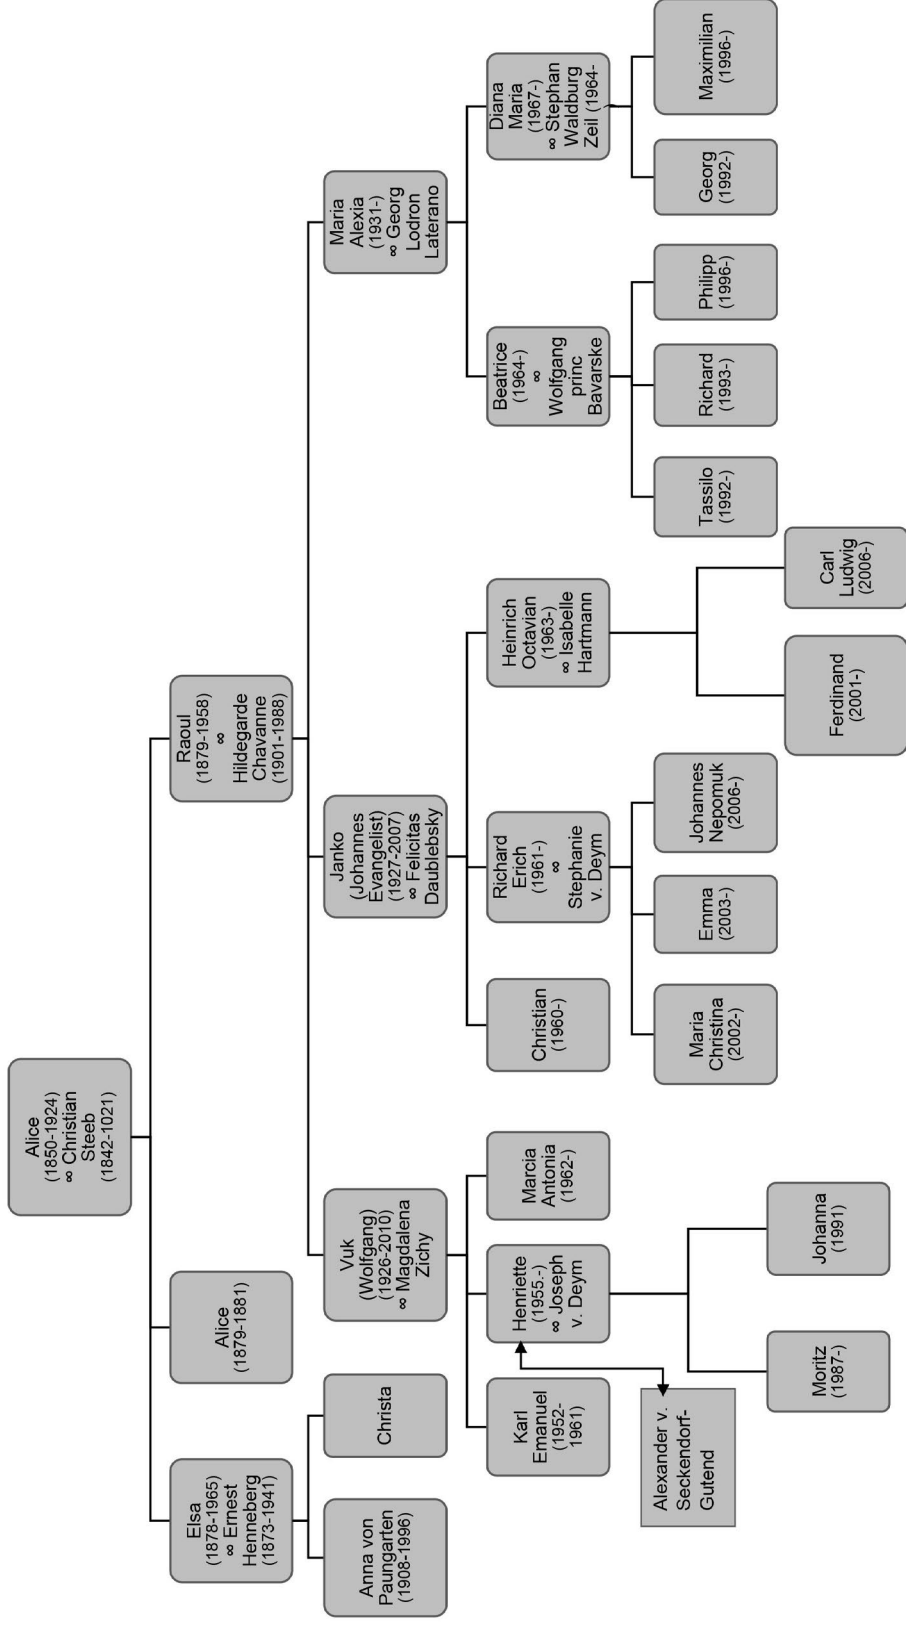 Alice
(1850-1924)
∞ Christian
Steeb
(1842-1021)
Elsa
(1878-1965)
∞ Ernest
Henneberg
(1873-1941)
Alice
(1879-1881)
Raoul
(1879-1958)
∞
Hildegarde
Chavanne
(1901-1988)
Anna von
Paungarten
(1908-1996)
Christa
Vuk
(Wolfgang)
(1926-2010)
∞ Magdalena
Zichy
Janko
(Johannes
Evangelist)
(1927-2007)
∞ Felicitas
Daublebsky
Maria
Alexia
(1931-)
∞ Georg
Lodron
Laterano
Karl
Emanuel
(1952-
1961)
Henriette
(1955.-)
∞ Joseph
v. Deym
Marcia
Antonia
(1962-)
Christian
(1960-)
Richard
Erich
(1961-)
∞
Stephanie
v. Deym
Heinrich
Octavian
(1963-)
∞ Isabelle
Hartmann
Beatrice
(1964-)
∞
Wolfgang
princ
Bavarske
Diana
Maria
(1967-)
∞ Stephan
Waldburg
Zeil (1964-
Alexander v.
Seckendorf-
Gutend
Maria
Christina
(2002-)
Emma
(2003-)
Johannes
Nepomuk
(2006-)
Tassilo
(1992-)
Richard
(1993-)
Philipp
(1996-)
Georg
(1992-)
Maximilian
(1996-)
Moritz
(1987-)
Johanna
(1991)
Ferdinand
(2001-)
Carl
Ludwig
(2006-)